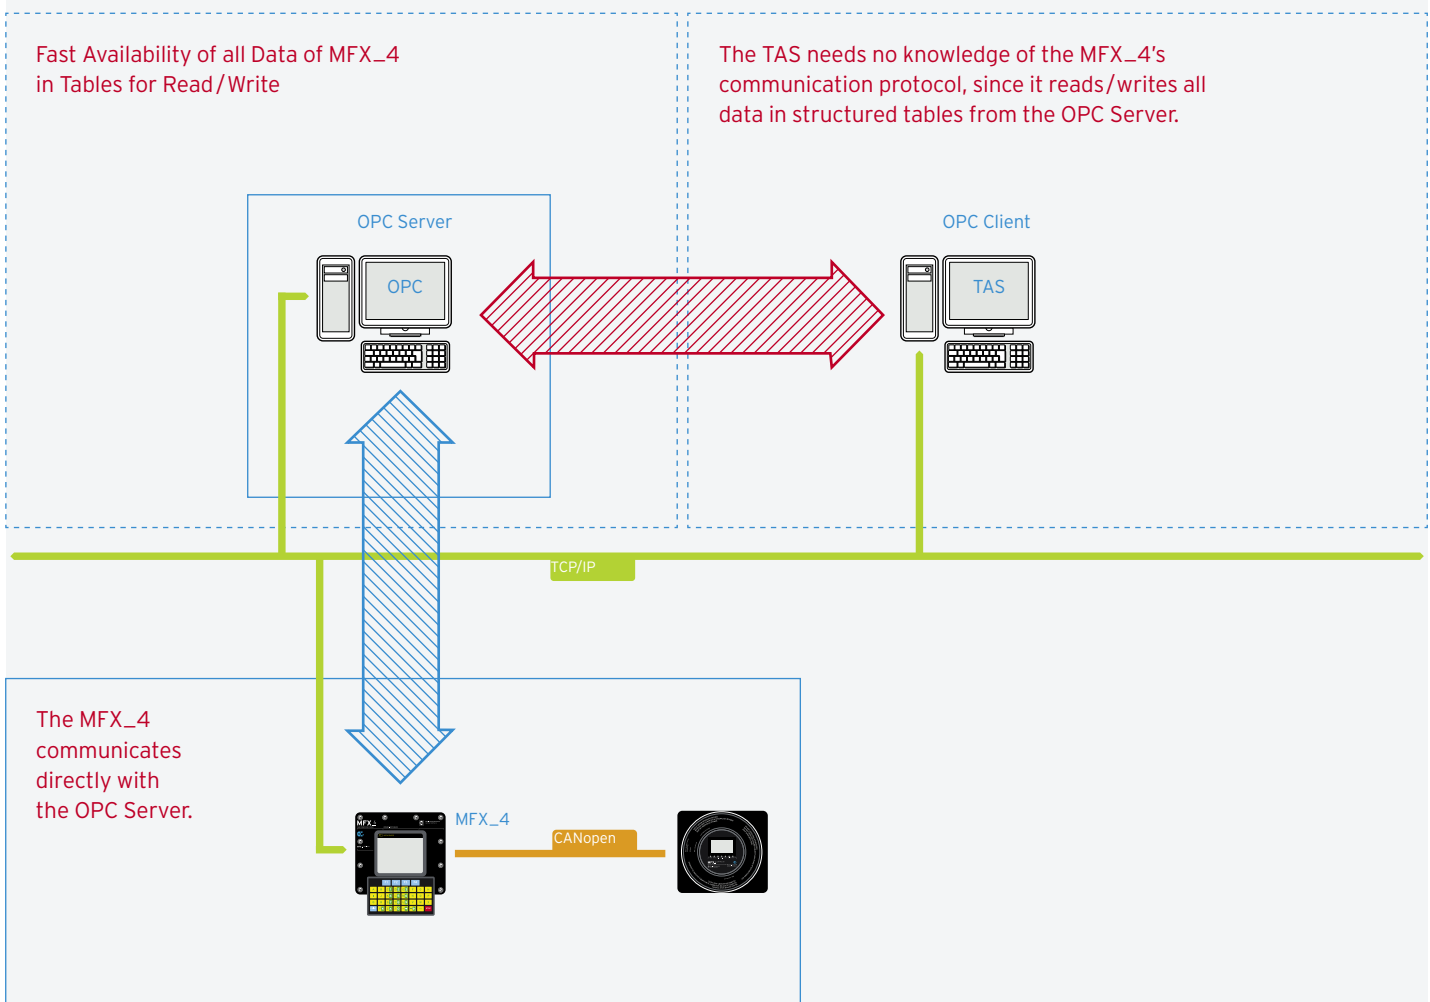 Fast Availability of all Data of MFX_4
in Tables for Read/Write
The TAS needs no knowledge of the MFX_4's
communication protocol, since it reads/writes all
data in structured tables from the OPC Server.
OPC Server
OPC
OPC Client
TAS
TCP/IP
The MFX_4
communicates
directly with
the OPC Server.
MFX_4
MFX_4
CANopen